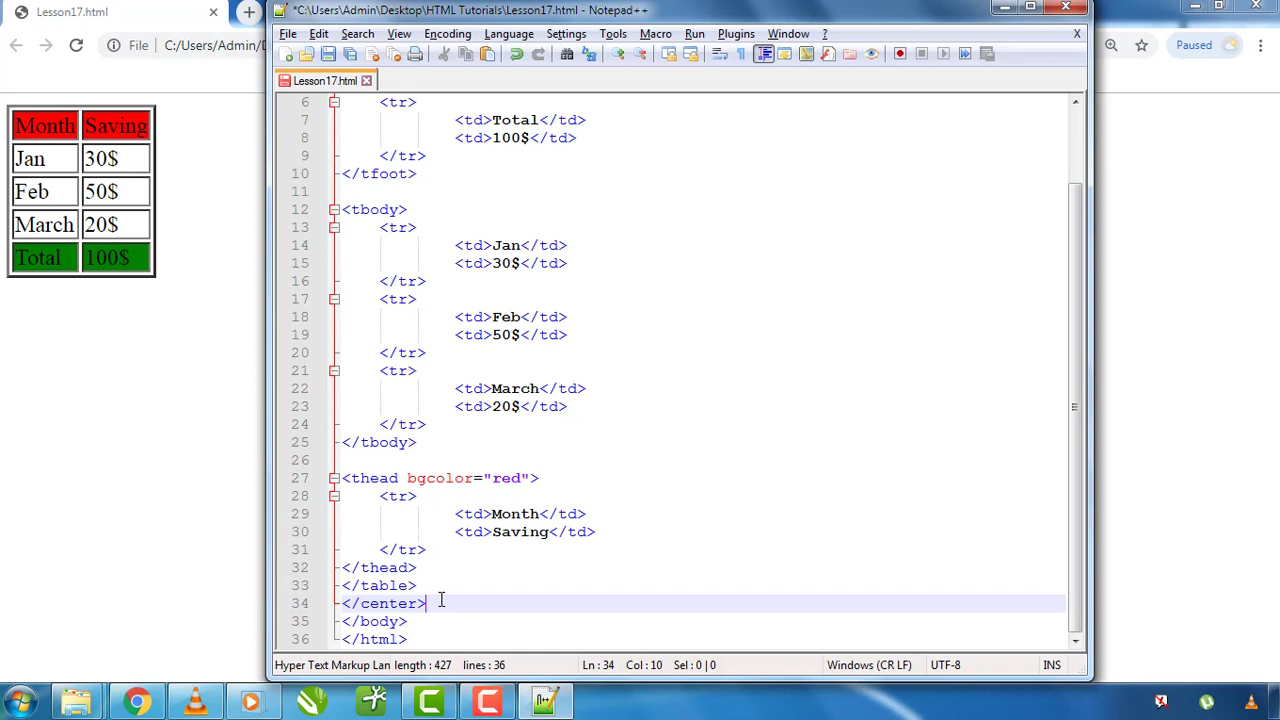 Lesson17.html
File
C:/Users/Admin/D
Paused
Month Saving
Jan 30$
Feb 50$
March 20$
Total 100$
*C:\Users\Admin\Desktop\HTML Tutorials\Lesson17.html - Notepad++
File Edit Search View Encoding Language Settings Tools Macro Run Plugins Window ? X
Lesson17.html
6 <tr>
7 <td>Total</td>
8 <td>100$</td>
9 </tr>
10 </tfoot>
11
12 <tbody>
13 <tr>
14 <td>Jan</td>
15 <td>30$</td>
16 </tr>
17 <tr>
18 <td>Feb</td>
19 <td>50$</td>
20 </tr>
21 <tr>
22 <td>March</td>
23 <td>20$</td>
24 </tr>
25 </tbody>
26
27 <thead bgcolor="red">
28 <tr>
29 <td>Month</td>
30 <td>Saving</td>
31 </tr>
32 </thead>
33 </table>
34 </center>
35 </body>
36 </html>
Hyper Text Markup Lan length : 427 lines : 36 Ln : 34 Col : 10 Sel : 0 | 0 Windows (CR LF) UTF-8 INS